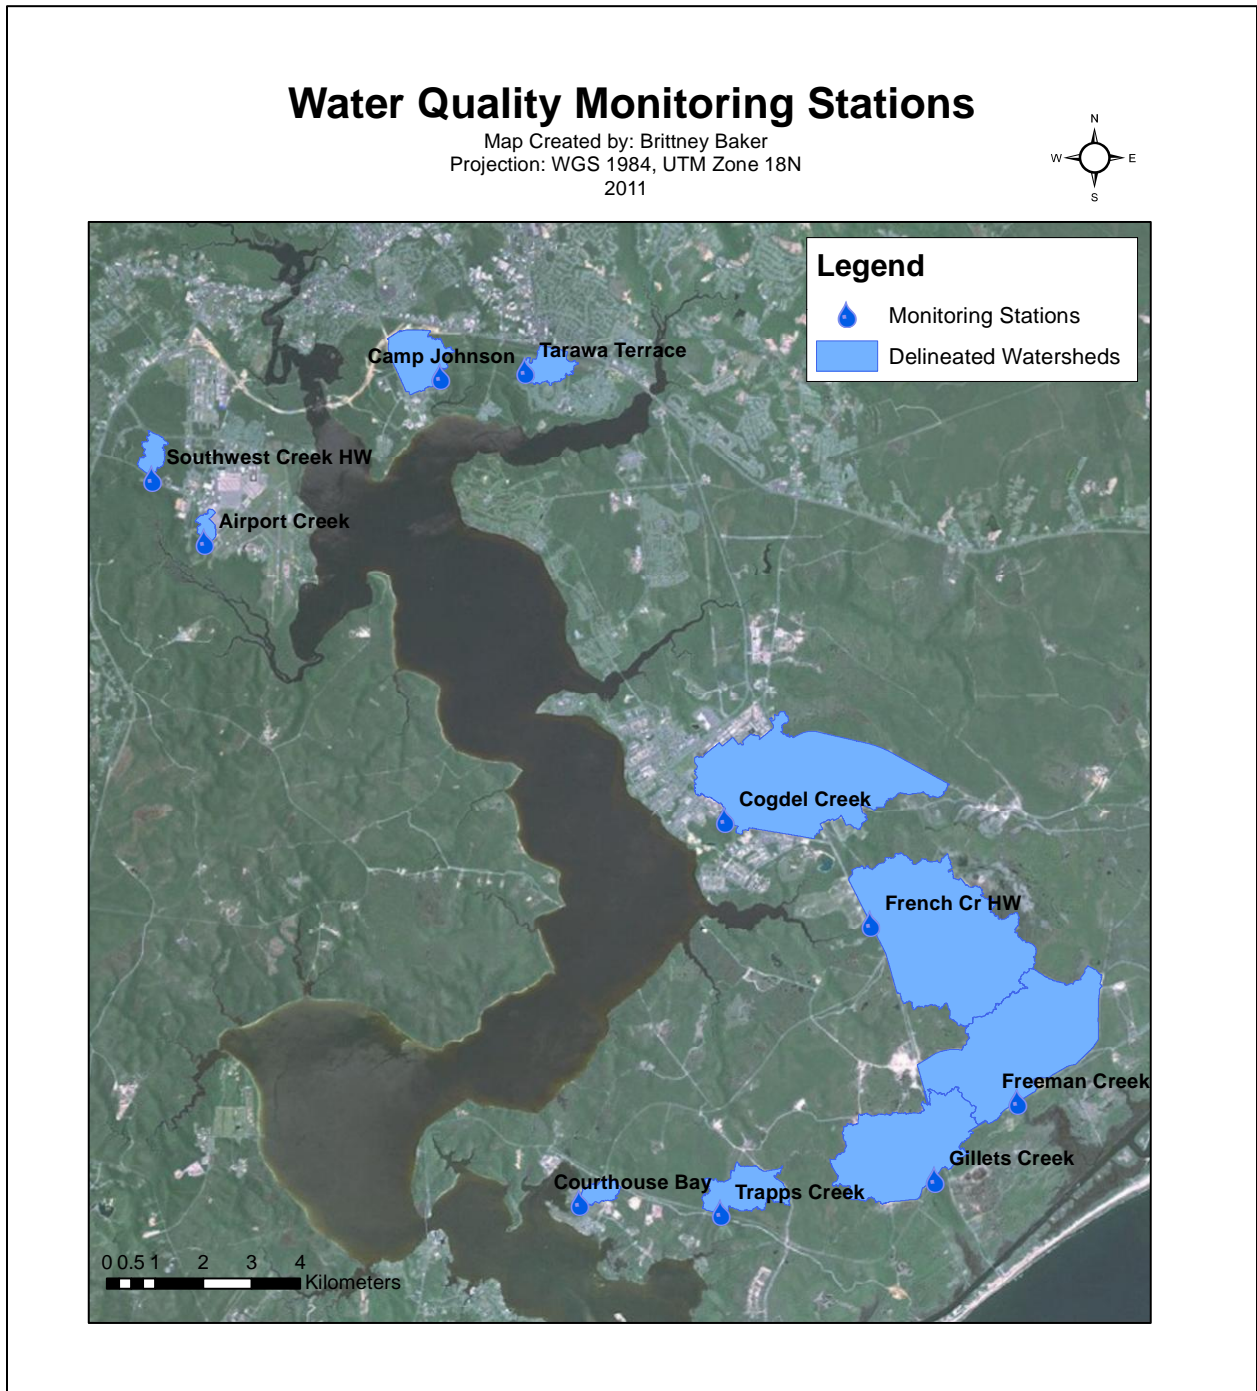 Water Quality Monitoring Stations
Map Created by: Brittney Baker
Projection: WGS 1984, UTM Zone 18N
2011
N
W E
S
Legend
Monitoring Stations
Delineated Watersheds
Camp Johnson
Tarawa Terrace
Southwest Creek HW
Airport Creek
Cogdel Creek
French Cr HW
Freeman Creek
Gillets Creek
Courthouse Bay
Trapps Creek
0 0.5 1 2 3 4
Kilometers